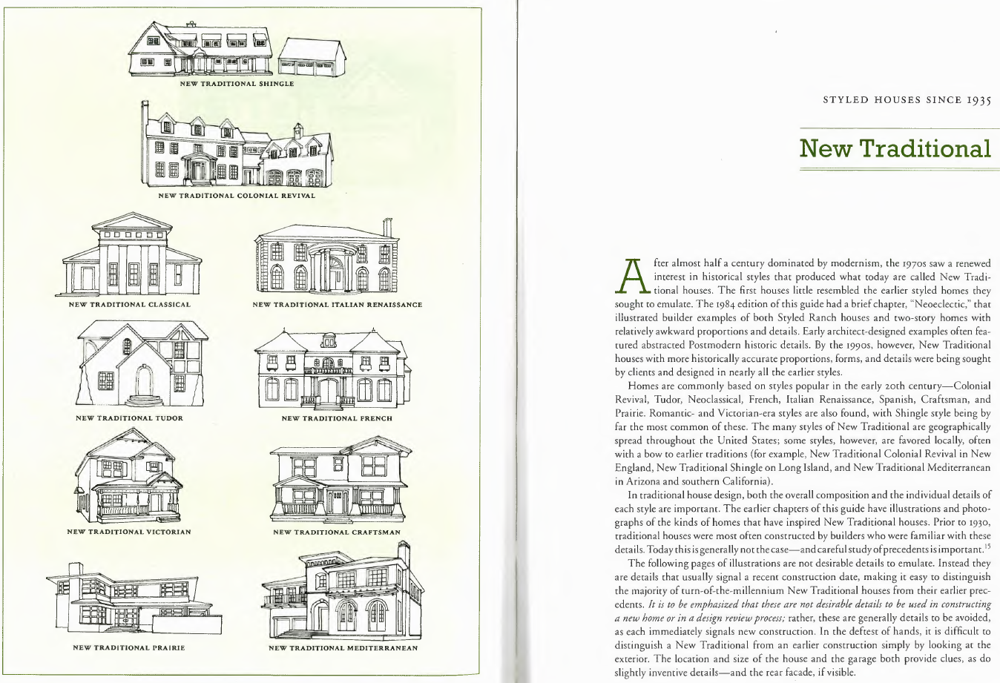 NEW TRADITIONAL SHINGLE
NEW TRADITIONAL COLONIAL REVIVAL
NEW TRADITIONAL CLASSICAL
NEW TRADITIONAL ITALIAN RENAISSANCE
NEW TRADITIONAL TUDOR
NEW TRADITIONAL FRENCH
NEW TRADITIONAL VICTORIAN
NEW TRADITIONAL CRAFTSMAN
NEW TRADITIONAL PRAIRIE
NEW TRADITIONAL MEDITERRANEAN
STYLED HOUSES SINCE 1935
New Traditional
After almost half a century dominated by modernism, the 1970s saw a renewed
interest in historical styles that produced what today are called New Tradi-
tional houses. The first houses little resembled the earlier styled homes they
sought to emulate. The 1984 edition of this guide had a brief chapter, “Neoeclectic,” that
illustrated builder examples of both Styled Ranch houses and two-story homes with
relatively awkward proportions and details. Early architect-designed examples often fea-
tured abstracted Postmodern historic details. By the 1990s, however, New Traditional
houses with more historically accurate proportions, forms, and details were being sought
by clients and designed in nearly all the earlier styles.
Homes are commonly based on styles popular in the early 20th century—Colonial
Revival, Tudor, Neoclassical, French, Italian Renaissance, Spanish, Craftsman, and
Prairie. Romantic- and Victorian-era styles are also found, with Shingle style being by
far the most common of these. The many styles of New Traditional are geographically
spread throughout the United States; some styles, however, are favored locally, often
with a bow to earlier traditions (for example, New Traditional Colonial Revival in New
England, New Traditional Shingle on Long Island, and New Traditional Mediterranean
in Arizona and southern California).
In traditional house design, both the overall composition and the individual details of
each style are important. The earlier chapters of this guide have illustrations and photo-
graphs of the kinds of homes that have inspired New Traditional houses. Prior to 1930,
traditional houses were most often constructed by builders who were familiar with these
details. Today this is generally not the case—and careful study of precedents is important.15
The following pages of illustrations are not desirable details to emulate. Instead they
are details that usually signal a recent construction date, making it easy to distinguish
the majority of turn-of-the-millennium New Traditional houses from their earlier prec-
edents. It is to be emphasized that these are not desirable details to be used in constructing
a new home or in a design review process; rather, these are generally details to be avoided,
as each immediately signals new construction. In the deftest of hands, it is difficult to
distinguish a New Traditional from an earlier construction simply by looking at the
exterior. The location and size of the house and the garage both provide clues, as do
slightly inventive details—and the rear facade, if visible.